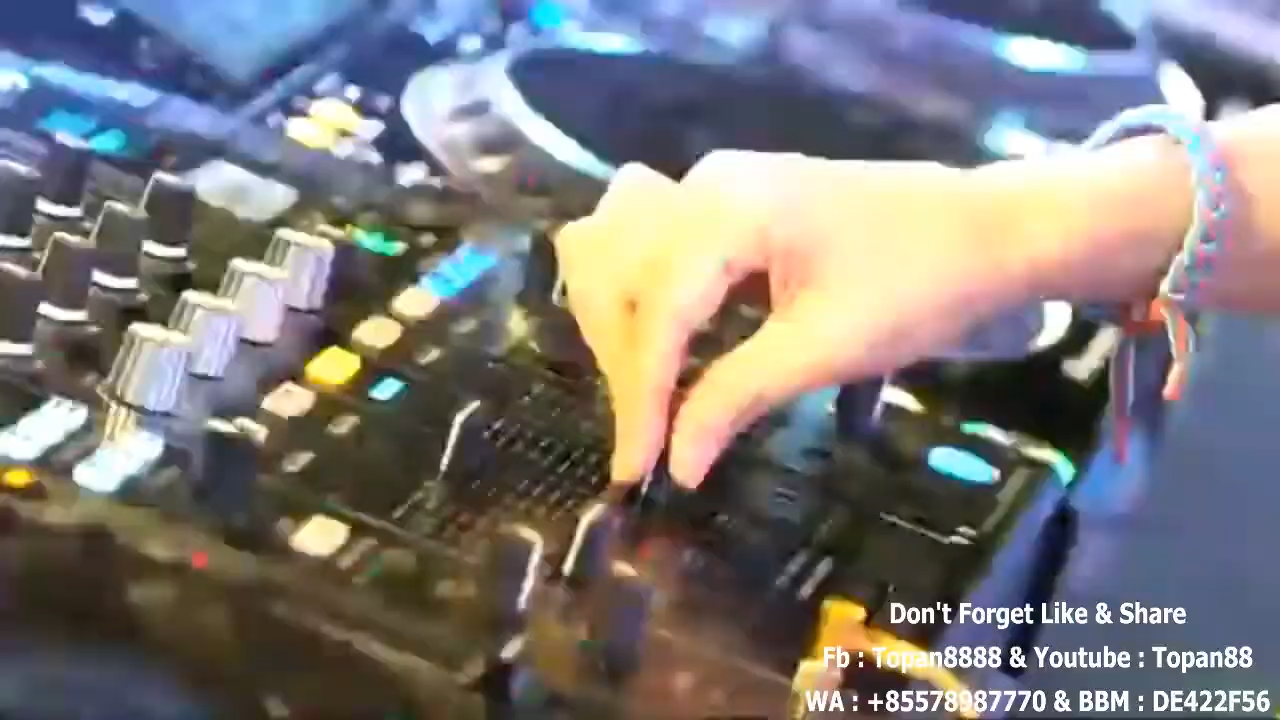 Don't Forget Like & Share
Fb : Topan8888 & Youtube : Topan88
WA : +85578987770 & BBM : DE422F56